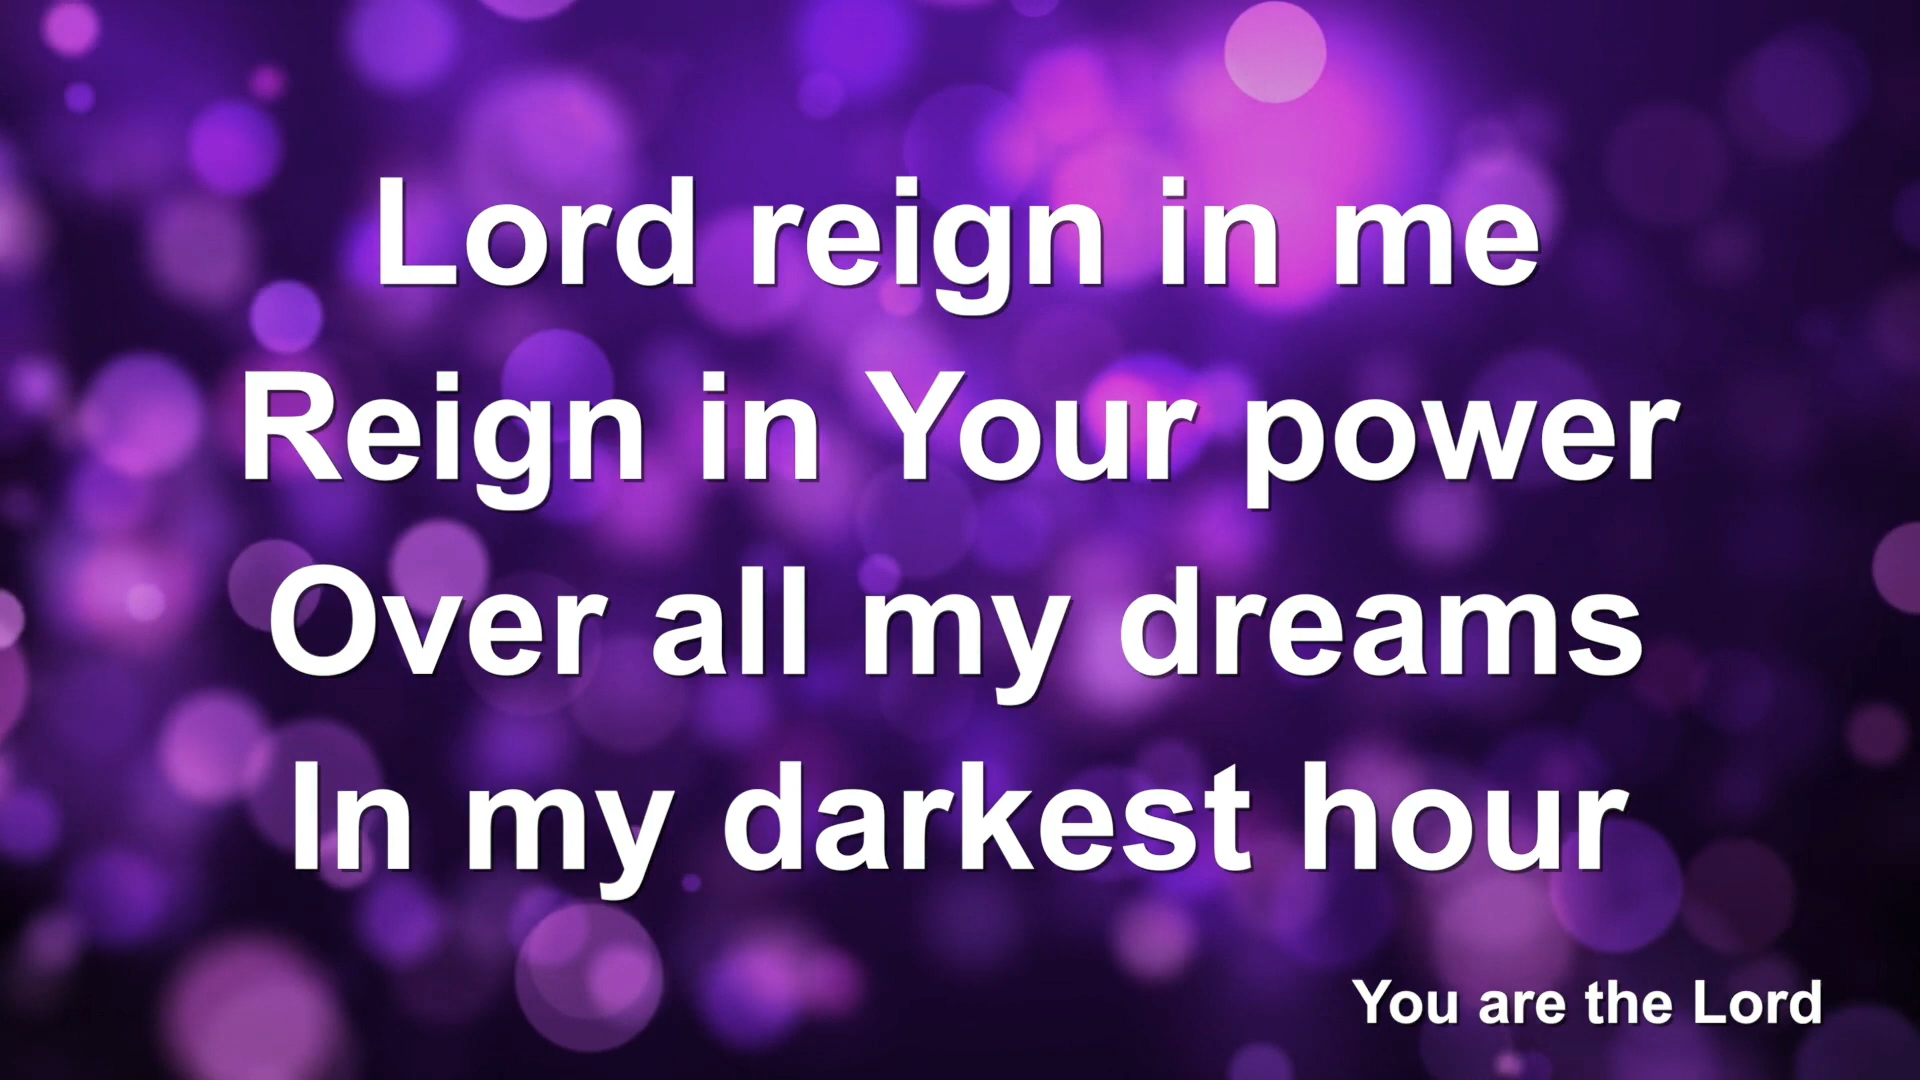 Lord reign in me
Reign in Your power
Over all my dreams
In my darkest hour
You are the Lord